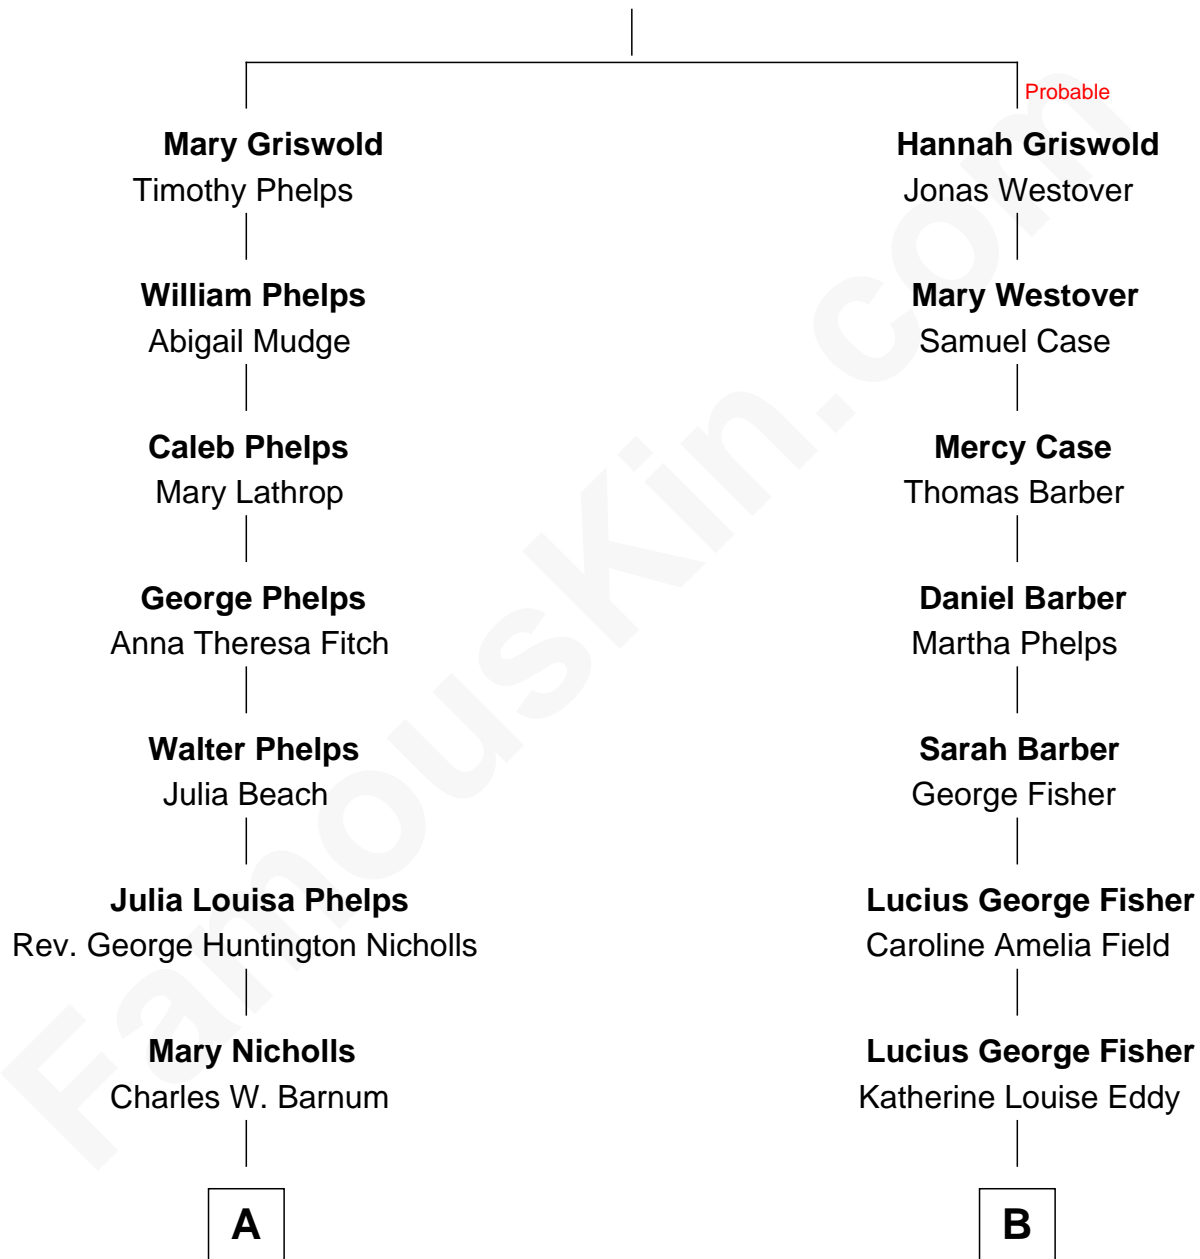 Probable
Mary Griswold
Timothy Phelps
Hannah Griswold
Jonas Westover
William Phelps
Abigail Mudge
Mary Westover
Samuel Case
Caleb Phelps
Mary Lathrop
Mercy Case
Thomas Barber
George Phelps
Anna Theresa Fitch
Daniel Barber
Martha Phelps
Walter Phelps
Julia Beach
Sarah Barber
George Fisher
Julia Louisa Phelps
Rev. George Huntington Nicholls
Lucius George Fisher
Caroline Amelia Field
Mary Nicholls
Charles W. Barnum
Lucius George Fisher
Katherine Louise Eddy
A
B
FamousKin.com